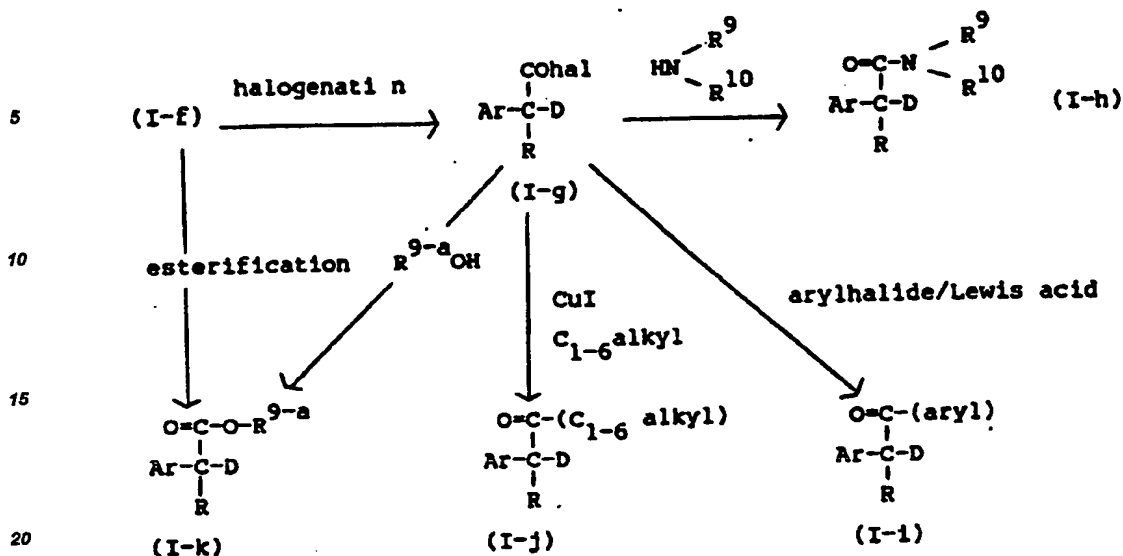 COhal HN R⁹ R¹⁰ O=C-N R⁹ R¹⁰
halogenati n
5 (I-f) Ar-C-D Ar-C-D (I-h)
R R
(I-g)
10 esterification R⁹⁻ᵃOH
CuI arylhalide/Lewis acid
C₁₋₆alkyl
15 O=C-O-R⁹⁻ᵃ O=C-(C₁₋₆ alkyl) O=C-(aryl)
Ar-C-D Ar-C-D Ar-C-D
R R R
20 (I-k) (I-j) (I-i)